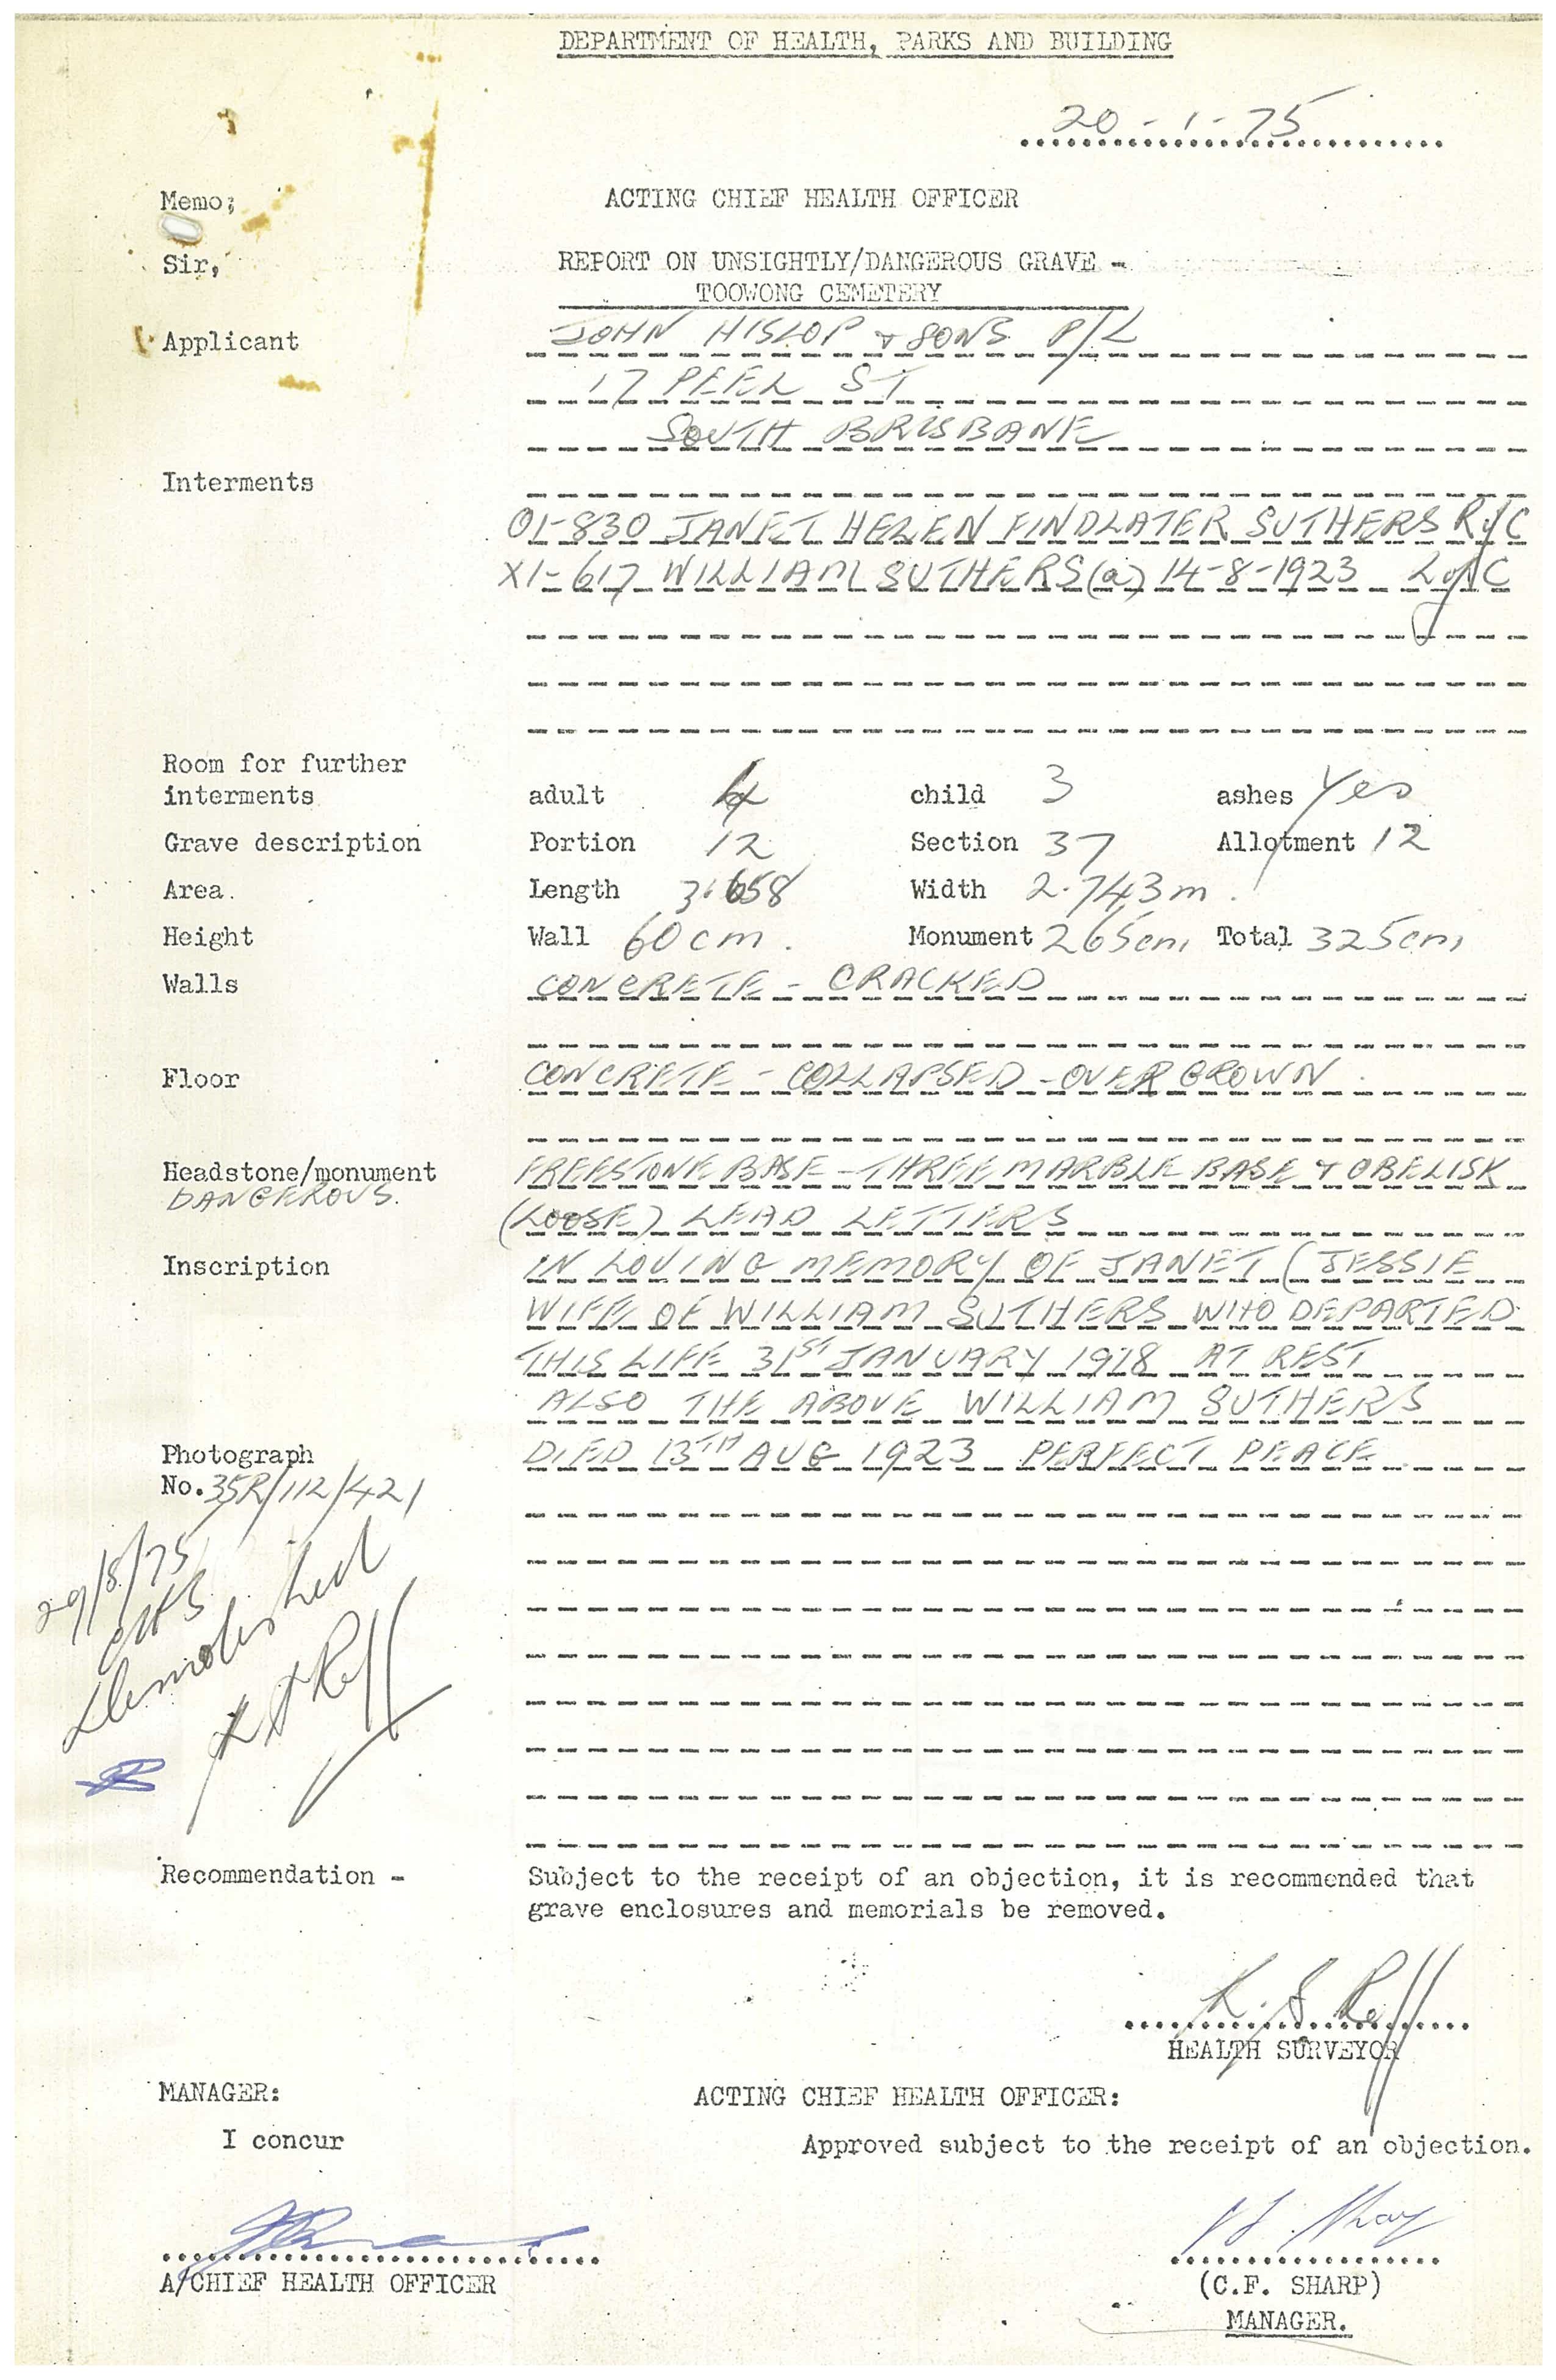 DEPARTMENT OF HEALTH, PARKS AND BUILDING
20-1-75
Memo;
ACTING CHIEF HEALTH OFFICER
Sir,
REPORT ON UNSIGHTLY/DANGEROUS GRAVE -
TOOWONG CEMETERY
Applicant JOHN HISLOP & SONS P/L
17 PEEL ST
SOUTH BRISBANE
Interments
01-830 JANET HELEN FINDLATER SUTHERS R of C
X1-617 WILLIAM SUTHERS (a) 14-8-1923 L of C
Room for further
interments adult child 3 ashes Yes
Grave description Portion 12 Section 37 Allotment 12
Area. Length 3.658 Width 2.743m.
Height Wall 60cm. Monument 265cm Total 325cm
Walls CONCRETE - CRACKED
Floor CONCRETE - COLLAPSED - OVERGROWN.
Headstone/monument FREESTONE BASE - THREE MARBLE BASE & OBELISK
DANGEROUS. (LOOSE) LEAD LETTERS
Inscription IN LOVING MEMORY OF JANET (JESSIE
WIFE OF WILLIAM SUTHERS WHO DEPARTED
THIS LIFE 31ST JANUARY 1918 AT REST
ALSO THE ABOVE WILLIAM SUTHERS
Photograph DIED 13TH AUG 1923 PERFECT PEACE
No. 35R/112/421
29/8/75
demolished
Recommendation - Subject to the receipt of an objection, it is recommended that
grave enclosures and memorials be removed.
HEALTH SURVEYOR
MANAGER: ACTING CHIEF HEALTH OFFICER:
I concur Approved subject to the receipt of an objection.
A/CHIEF HEALTH OFFICER (C.F. SHARP)
MANAGER.